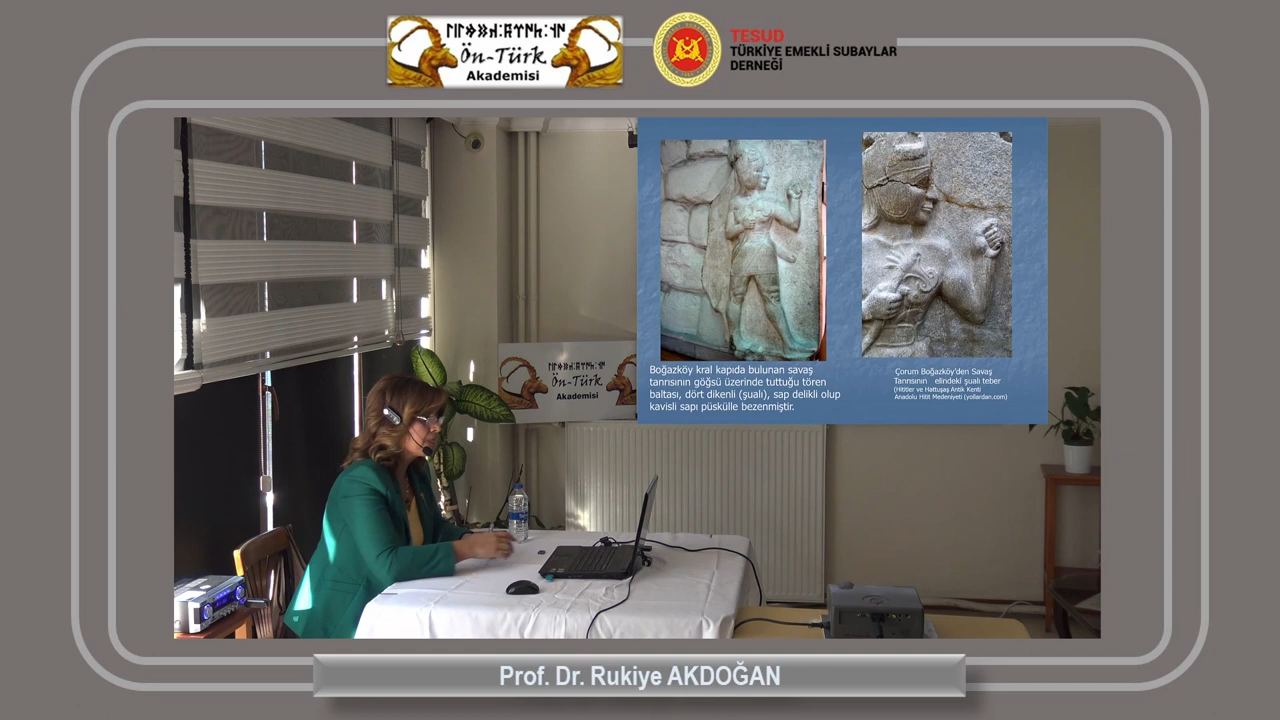 Ön-Türk
Akademisi
TESUD
TÜRKİYE EMEKLİ SUBAYLAR
DERNEĞİ
Boğazköy kral kapıda bulunan savaş
tanrısının göğsü üzerinde tuttuğu tören
baltası, dört dikenli (şualı), sap delikli olup
kavisli sapı püskülle bezenmiştir.
Çorum Boğazköy'den Savaş
Tanrısının elindeki şualı teber
(Hititler ve Hattuşaş Antik Kenti
Anadolu Hitit Medeniyeti (yollardan.com)
Ön-Türk
Akademisi
Prof. Dr. Rukiye AKDOĞAN